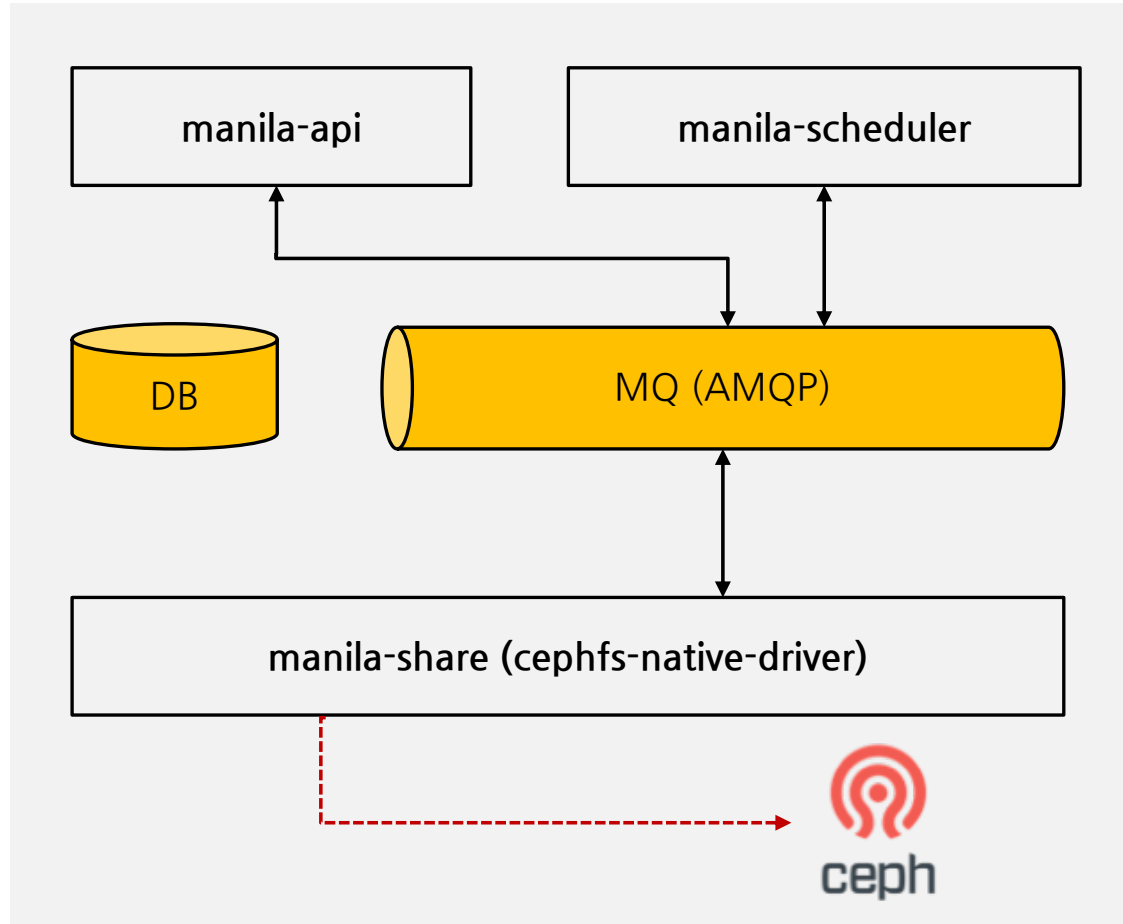 manila-api
manila-scheduler
DB
MQ (AMQP)
manila-share (cephfs-native-driver)
ceph